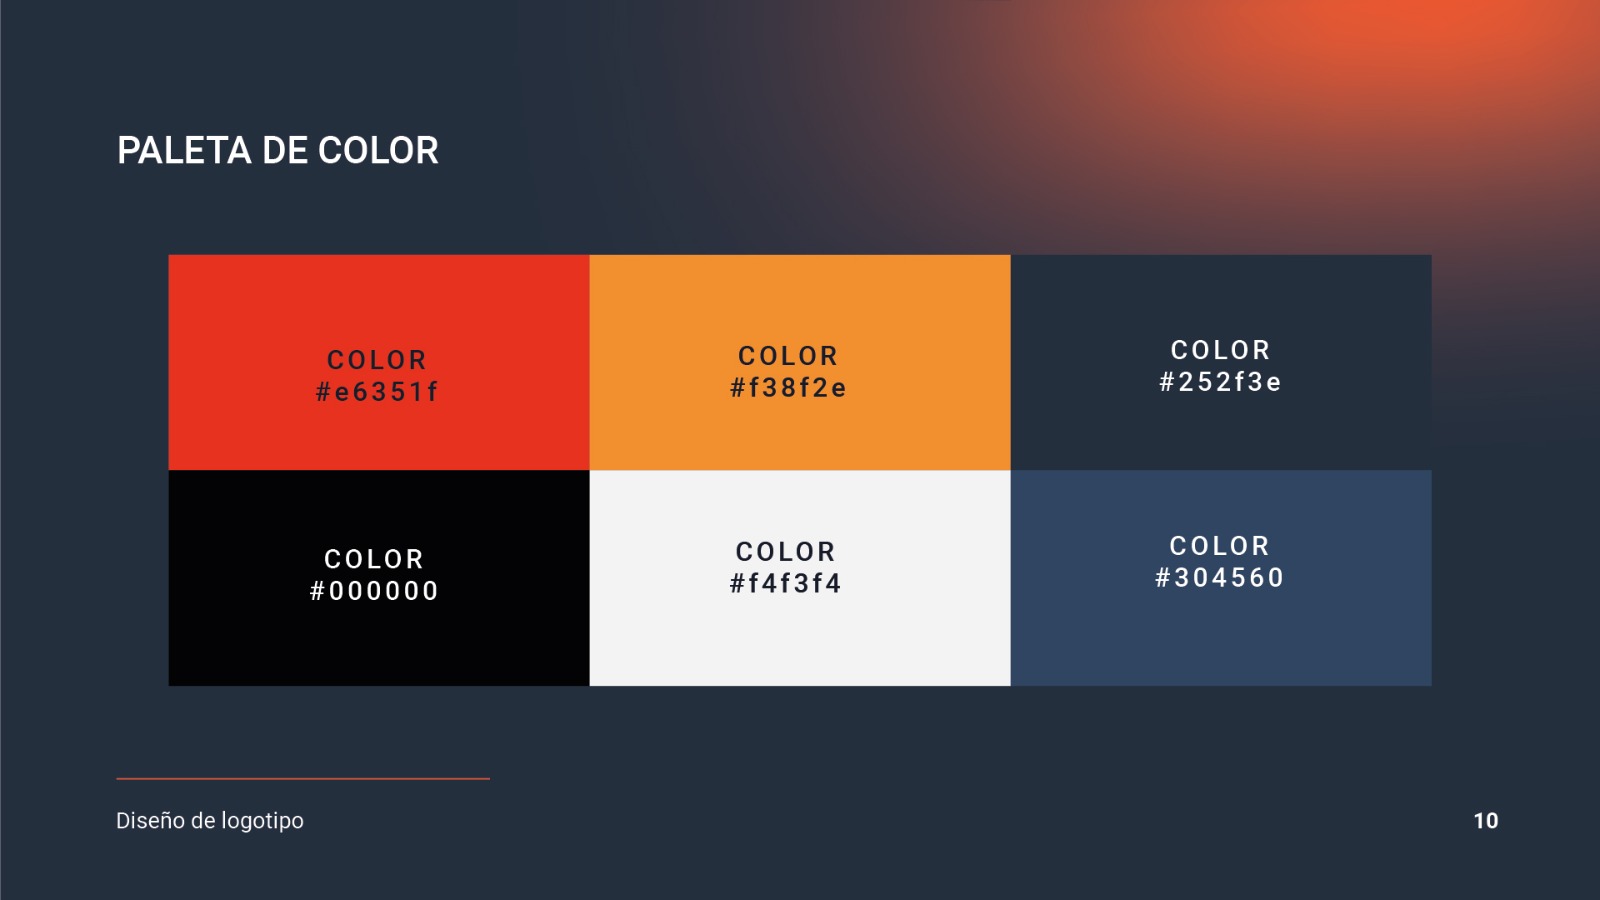 PALETA DE COLOR
COLOR
#e6351f
COLOR
#f38f2e
COLOR
#252f3e
COLOR
#000000
COLOR
#f4f3f4
COLOR
#304560
Diseño de logotipo
10